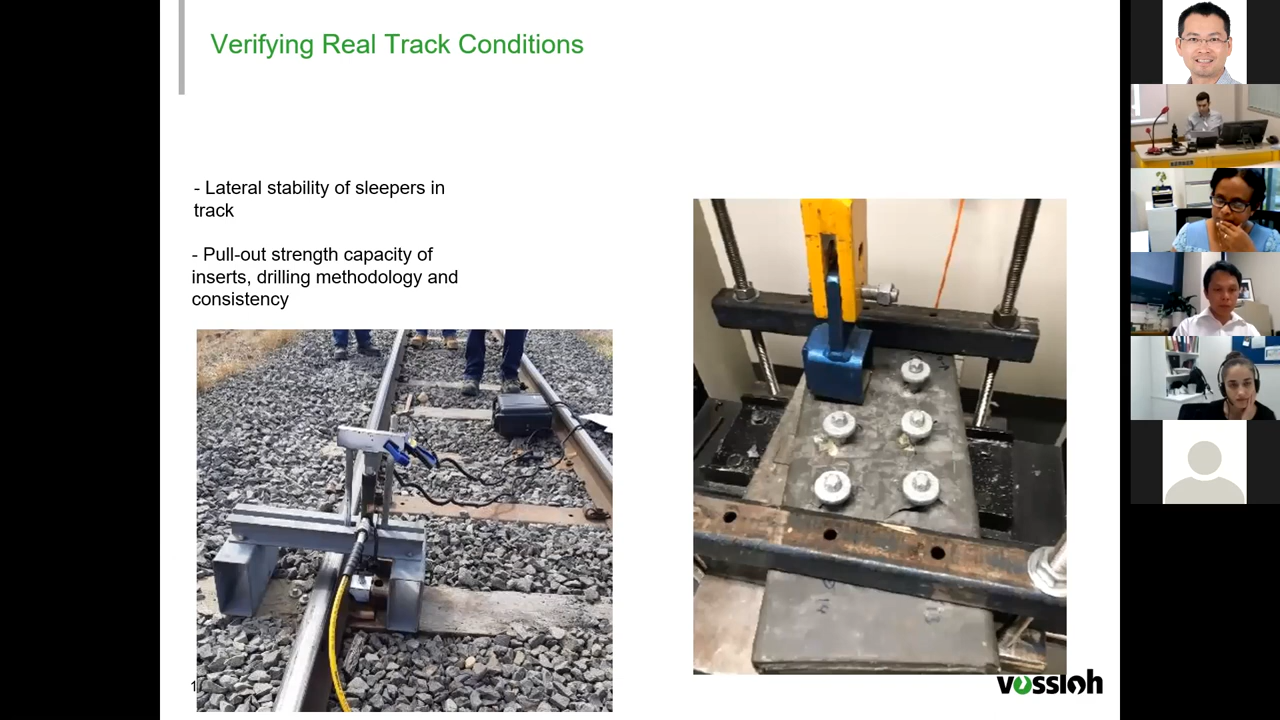 Verifying Real Track Conditions
- Lateral stability of sleepers in
track
- Pull-out strength capacity of
inserts, drilling methodology and
consistency
1
vossloh